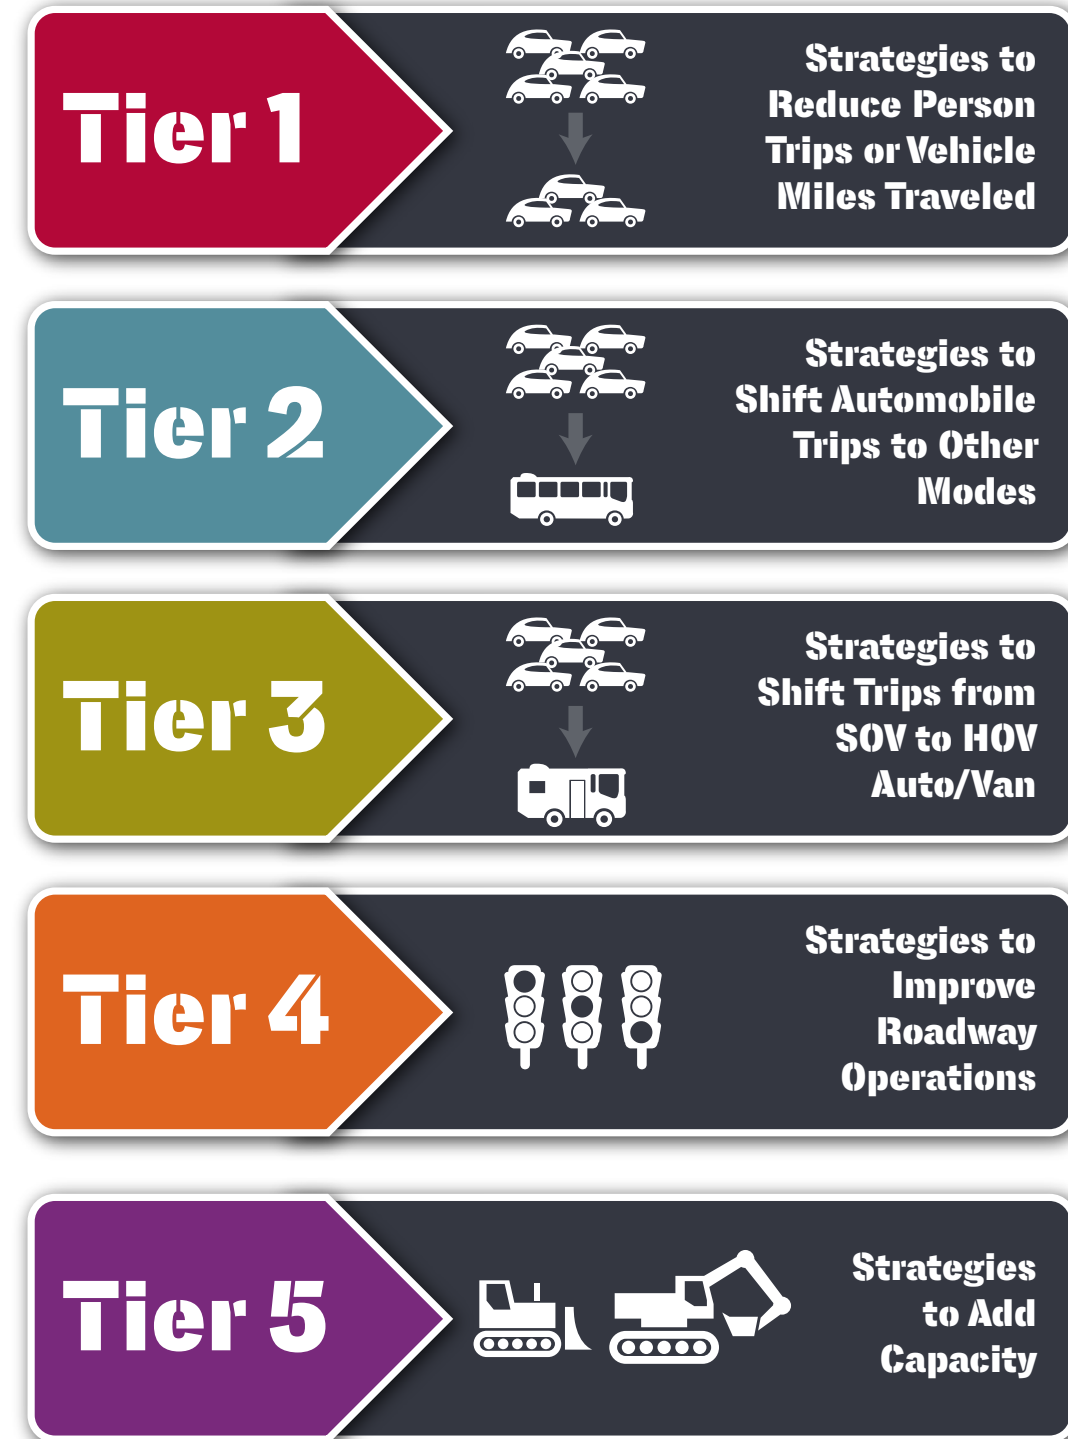 Tier 1
Strategies to
Reduce Person
Trips or Vehicle
Miles Traveled
Tier 2
Strategies to
Shift Automobile
Trips to Other
Modes
Tier 3
Strategies to
Shift Trips from
SOV to HOV
Auto/Van
Tier 4
Strategies to
Improve
Roadway
Operations
Tier 5
Strategies
to Add
Capacity